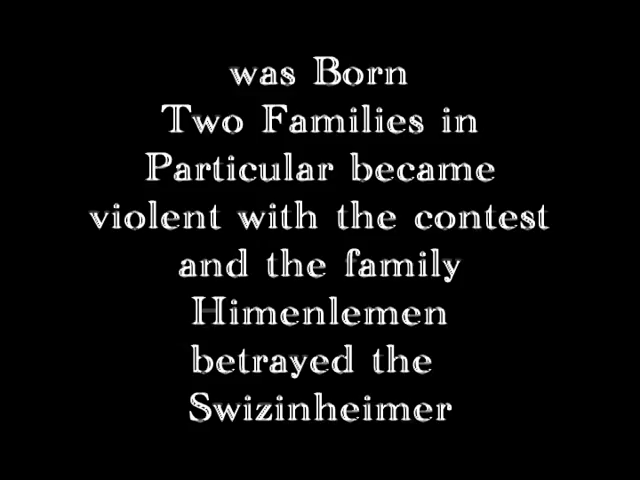 was Born
Two Families in
Particular became
violent with the contest
and the family
Himenlemen
betrayed the
Swizinheimer